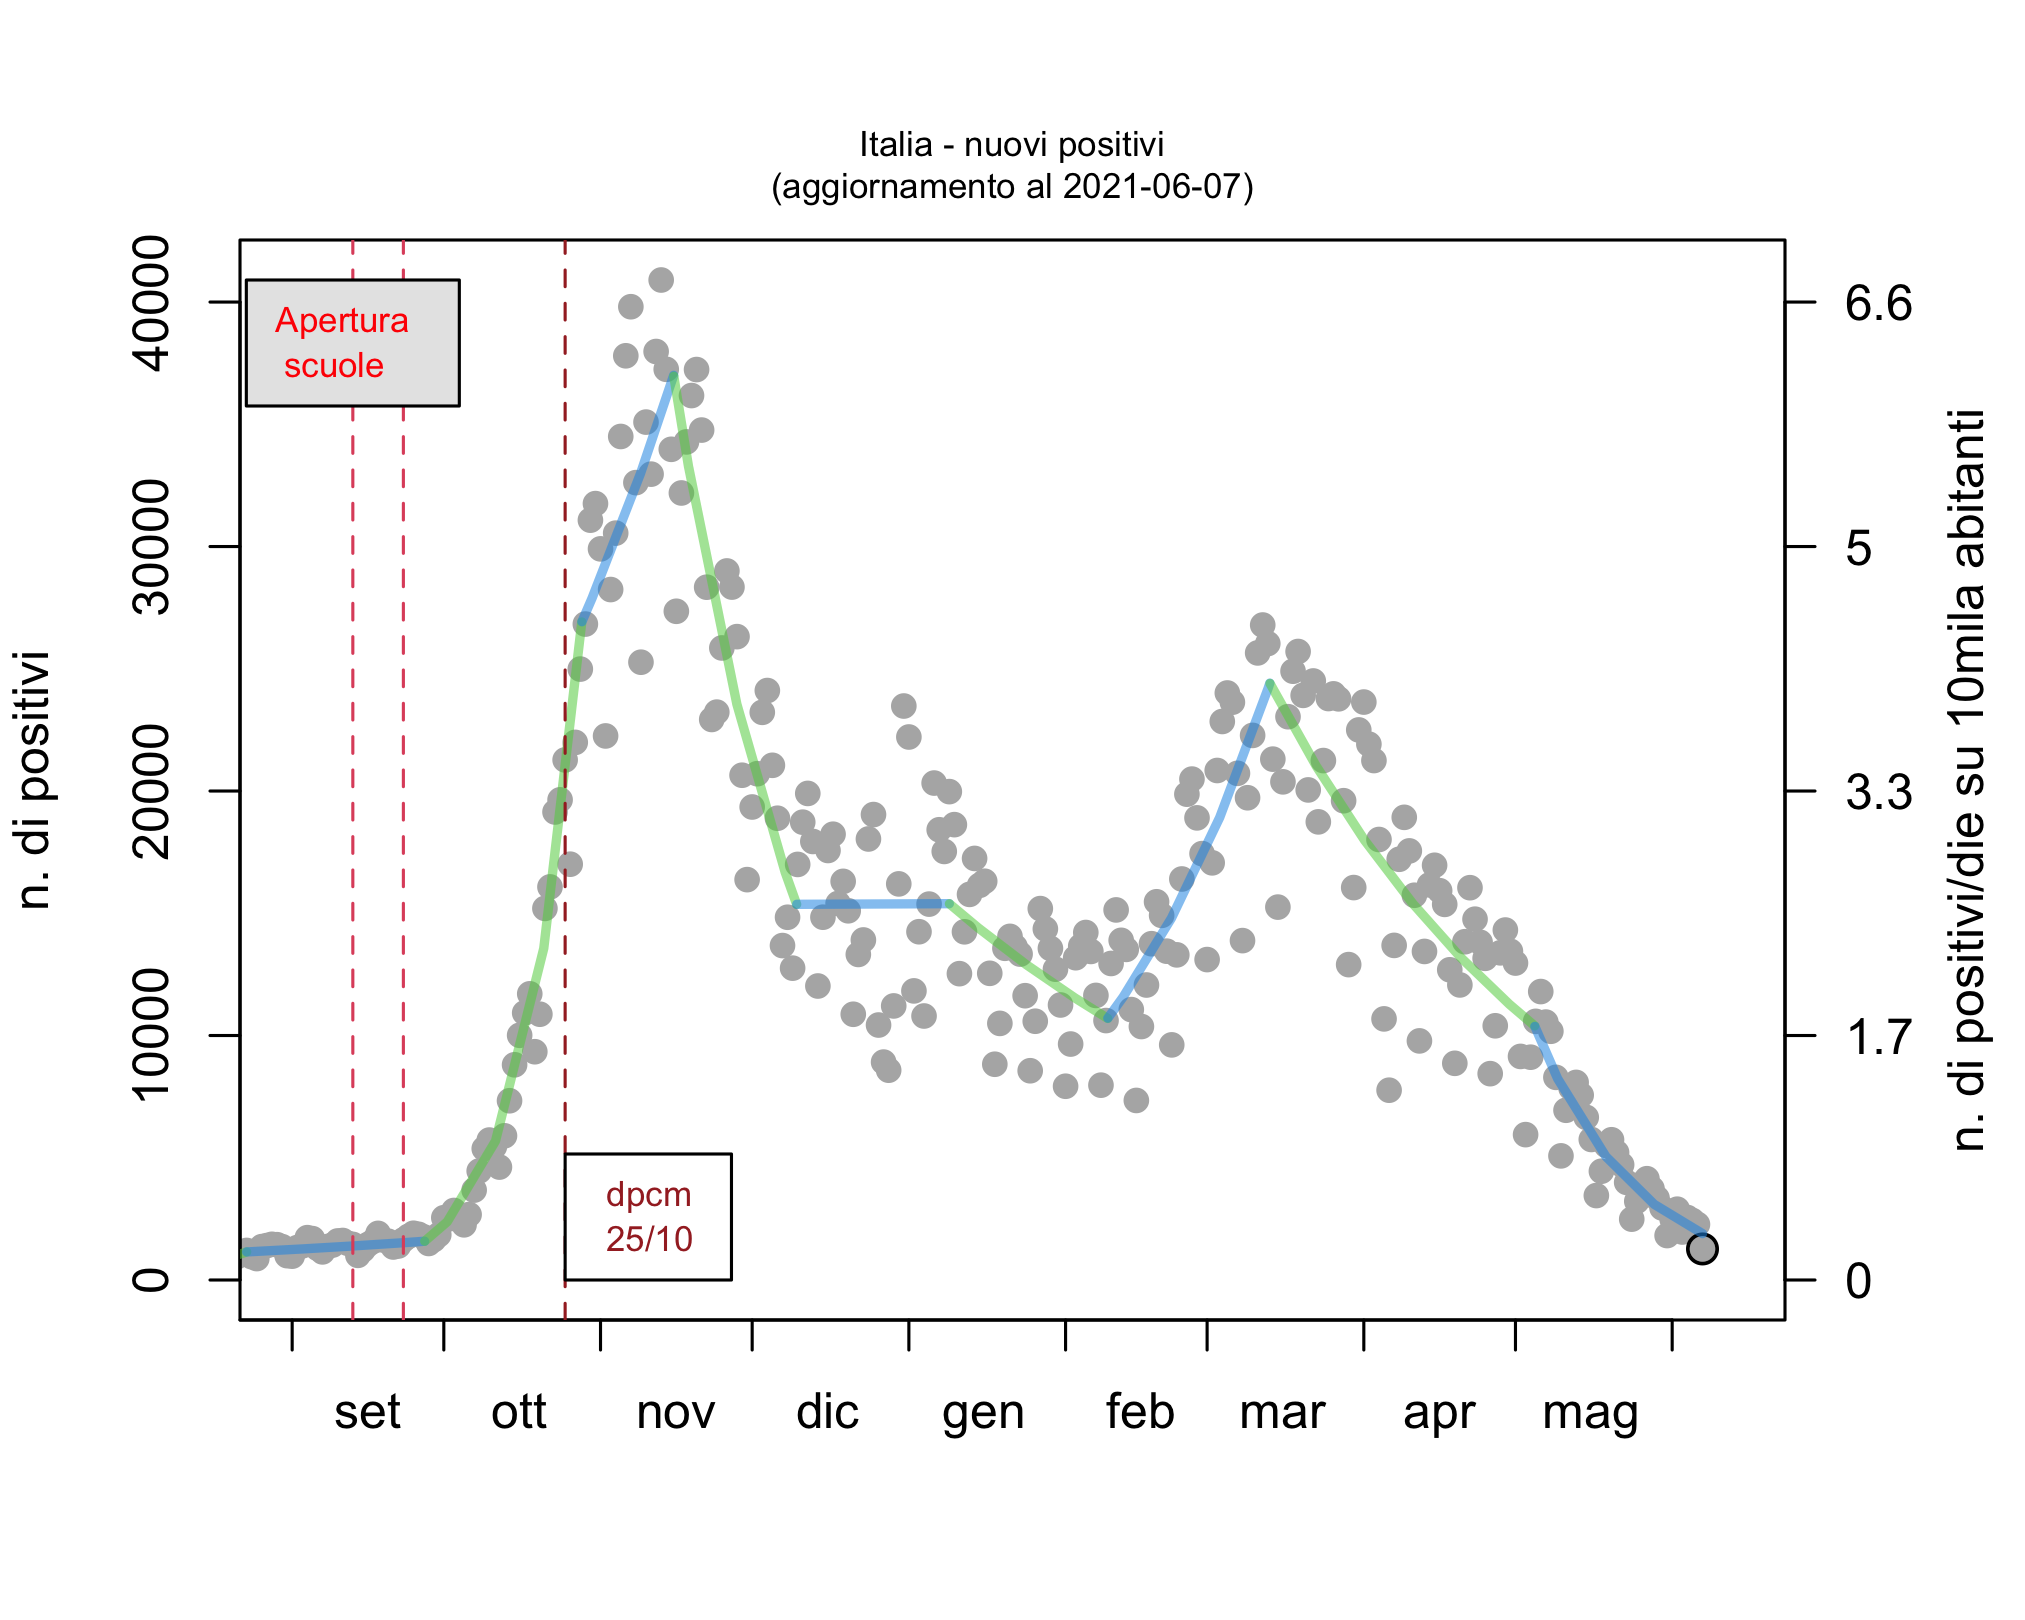 Italia - nuovi positivi
(aggiornamento al 2021-06-07)
n. di positivi
40000
30000
20000
10000
0
Apertura
scuole
dpcm
25/10
6.6
5
3.3
1.7
0
n. di positivi/die su 10mila abitanti
set ott nov dic gen feb mar apr mag